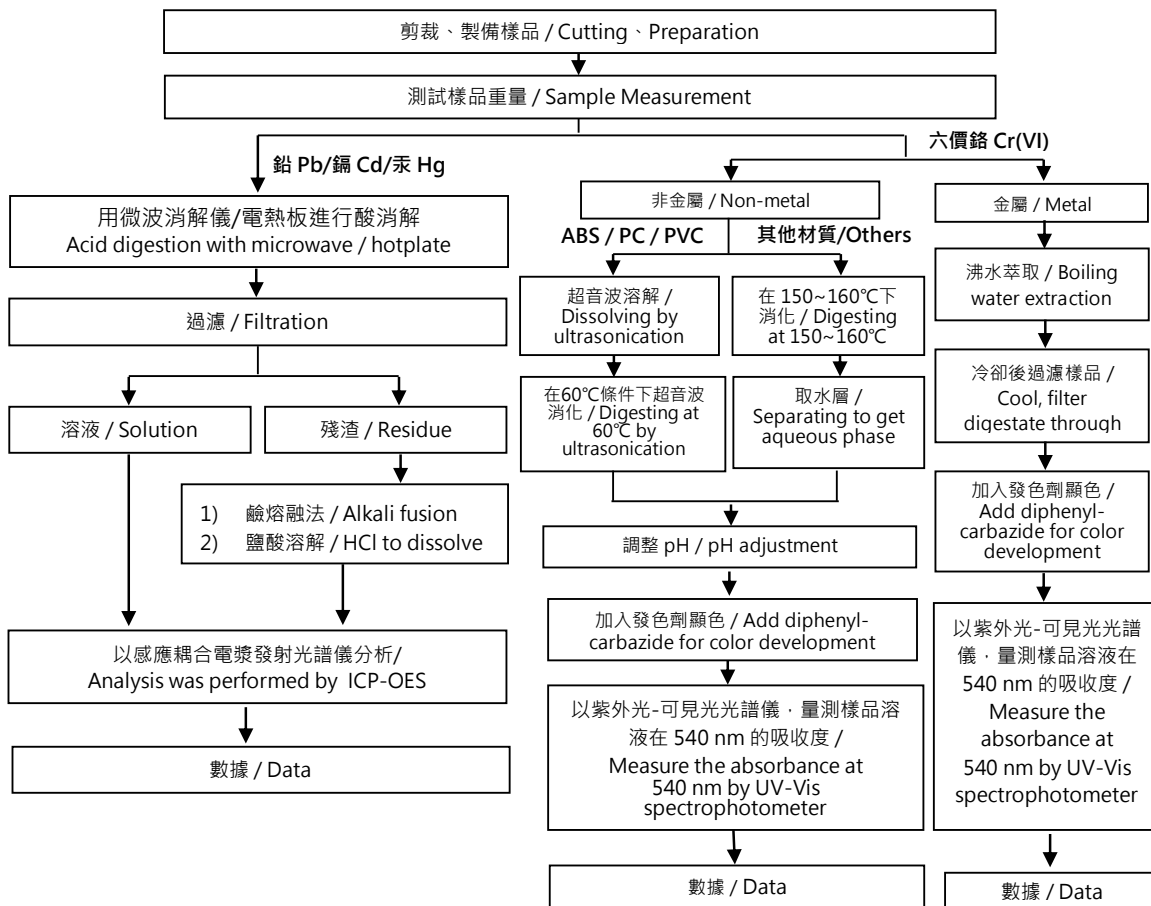 剪裁、製備樣品 / Cutting、Preparation
測試樣品重量 / Sample Measurement
鉛 Pb/鎘 Cd/汞 Hg
六價鉻 Cr(VI)
用微波消解儀/電熱板進行酸消解
Acid digestion with microwave / hotplate
過濾 / Filtration
溶液 / Solution
殘渣 / Residue
1) 鹼熔融法 / Alkali fusion
2) 鹽酸溶解 / HCl to dissolve
以感應耦合電漿發射光譜儀分析/
Analysis was performed by ICP-OES
數據 / Data
非金屬 / Non-metal
ABS / PC / PVC
其他材質/Others
超音波溶解 /
Dissolving by
ultrasonication
在 150~160℃下
消化 / Digesting
at 150~160℃
在60℃條件下超音波
消化 / Digesting at
60℃ by
ultrasonication
取水層 /
Separating to get
aqueous phase
調整 pH / pH adjustment
加入發色劑顯色 / Add diphenyl-
carbazide for color development
以紫外光-可見光光譜儀﹐量測樣品溶
液在 540 nm 的吸收度 /
Measure the absorbance at
540 nm by UV-Vis
spectrophotometer
數據 / Data
金屬 / Metal
沸水萃取 / Boiling
water extraction
冷卻後過濾樣品 /
Cool, filter
digestate through
加入發色劑顯色 /
Add diphenyl-
carbazide for color
development
以紫外光-可見光光譜
儀﹐量測樣品溶液在
540 nm 的吸收度 /
Measure the
absorbance at
540 nm by UV-Vis
spectrophotometer
數據 / Data